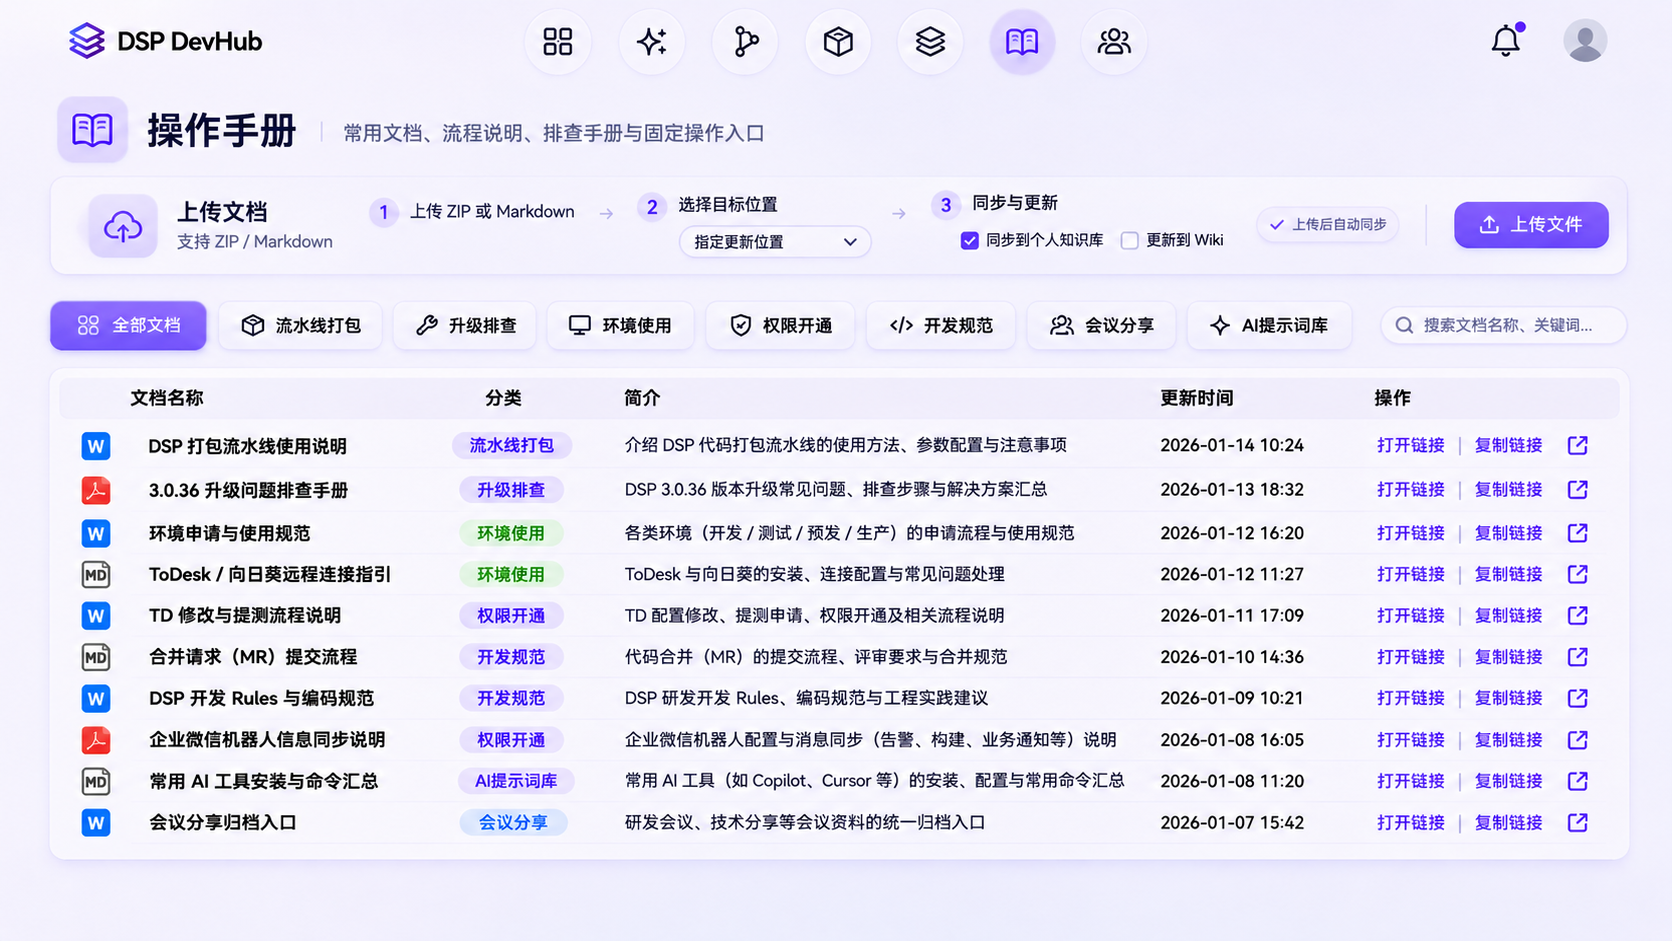 DSP DevHub
操作手册
常用文档、流程说明、排查手册与固定操作入口
上传文档
支持 ZIP / Markdown
1 上传 ZIP 或 Markdown
2 选择目标位置
指定更新位置
3 同步与更新
同步到个人知识库 更新到 Wiki
上传后自动同步
上传文件
全部文档 流水线打包 升级排查 环境使用 权限开通 开发规范 会议分享 AI提示词库 搜索文档名称、关键词...
文档名称 分类 简介 更新时间 操作
W DSP 打包流水线使用说明 流水线打包 介绍 DSP 代码打包流水线的使用方法、参数配置与注意事项 2026-01-14 10:24 打开链接 | 复制链接
3.0.36 升级问题排查手册 升级排查 DSP 3.0.36 版本升级常见问题、排查步骤与解决方案汇总 2026-01-13 18:32 打开链接 | 复制链接
W 环境申请与使用规范 环境使用 各类环境（开发 / 测试 / 预发 / 生产）的申请流程与使用规范 2026-01-12 16:20 打开链接 | 复制链接
MD ToDesk / 向日葵远程连接指引 环境使用 ToDesk 与向日葵的安装、连接配置与常见问题处理 2026-01-12 11:27 打开链接 | 复制链接
W TD 修改与提测流程说明 权限开通 TD 配置修改、提测申请、权限开通及相关流程说明 2026-01-11 17:09 打开链接 | 复制链接
MD 合并请求（MR）提交流程 开发规范 代码合并（MR）的提交流程、评审要求与合并规范 2026-01-10 14:36 打开链接 | 复制链接
W DSP 开发 Rules 与编码规范 开发规范 DSP 研发开发 Rules、编码规范与工程实践建议 2026-01-09 10:21 打开链接 | 复制链接
企业微信机器人信息同步说明 权限开通 企业微信机器人配置与消息同步（告警、构建、业务通知等）说明 2026-01-08 16:05 打开链接 | 复制链接
MD 常用 AI 工具安装与命令汇总 AI提示词库 常用 AI 工具（如 Copilot、Cursor 等）的安装、配置与常用命令汇总 2026-01-08 11:20 打开链接 | 复制链接
W 会议分享归档入口 会议分享 研发会议、技术分享等会议资料的统一归档入口 2026-01-07 15:42 打开链接 | 复制链接